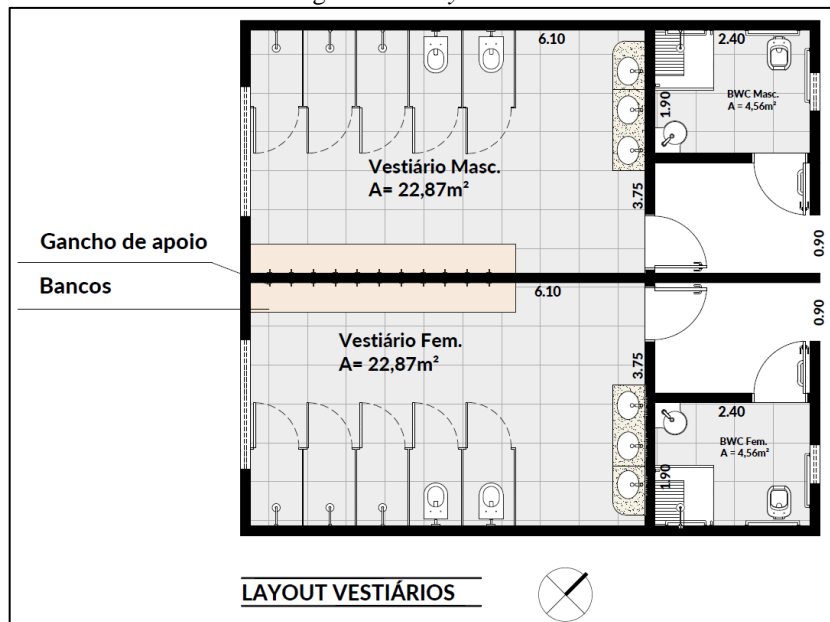 6.10
2.40
BWC Masc.
A = 4,56m²
1.90
Vestiário Masc.
A= 22,87m²
3.75
0.90
Gancho de apoio
Bancos
6.10
0.90
Vestiário Fem.
A= 22,87m²
3.75
2.40
BWC Fem.
A = 4,56m²
1.90
LAYOUT VESTIÁRIOS